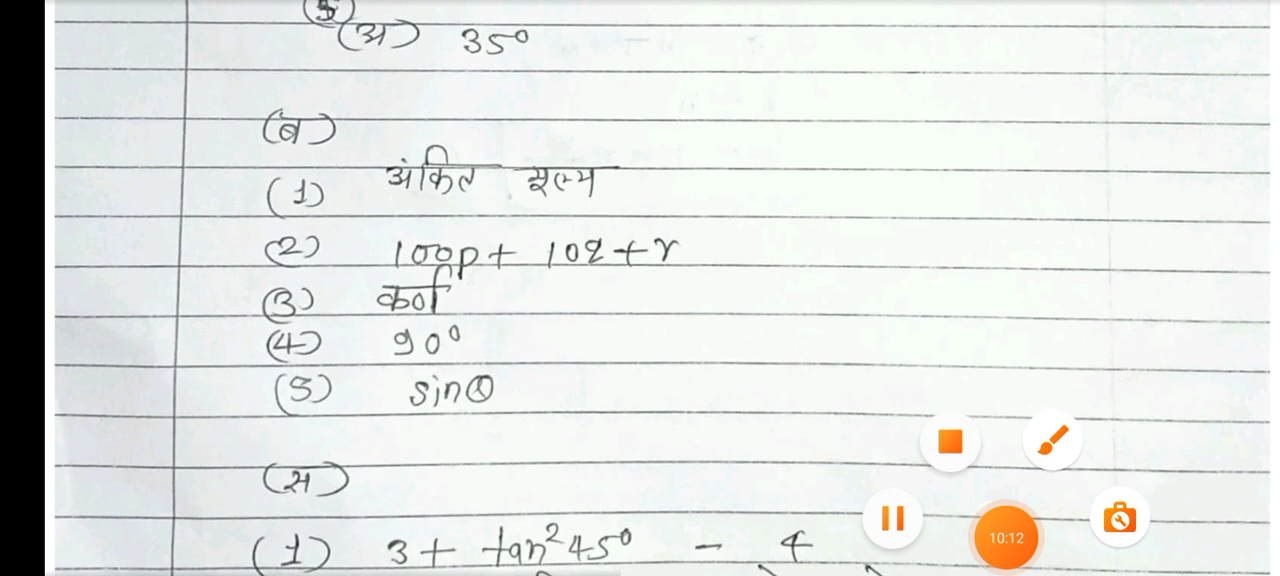 (5)
(अ) 35°
(ब)
(1) अंकित मूल्य
(2) 100p + 10q + r
(3) कर्ण
(4) 90°
(5) sinθ
(स)
(1) 3 + tan²45° - 4
10:12